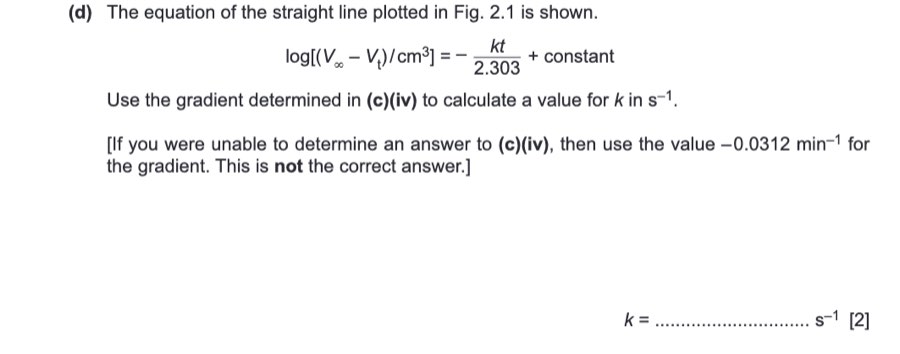 (d) The equation of the straight line plotted in Fig. 2.1 is shown.
log[(V∞ – Vt)/cm³] = – kt/2.303 + constant
Use the gradient determined in (c)(iv) to calculate a value for k in s⁻¹.
[If you were unable to determine an answer to (c)(iv), then use the value –0.0312 min⁻¹ for
the gradient. This is not the correct answer.]
k = ................................ s⁻¹ [2]